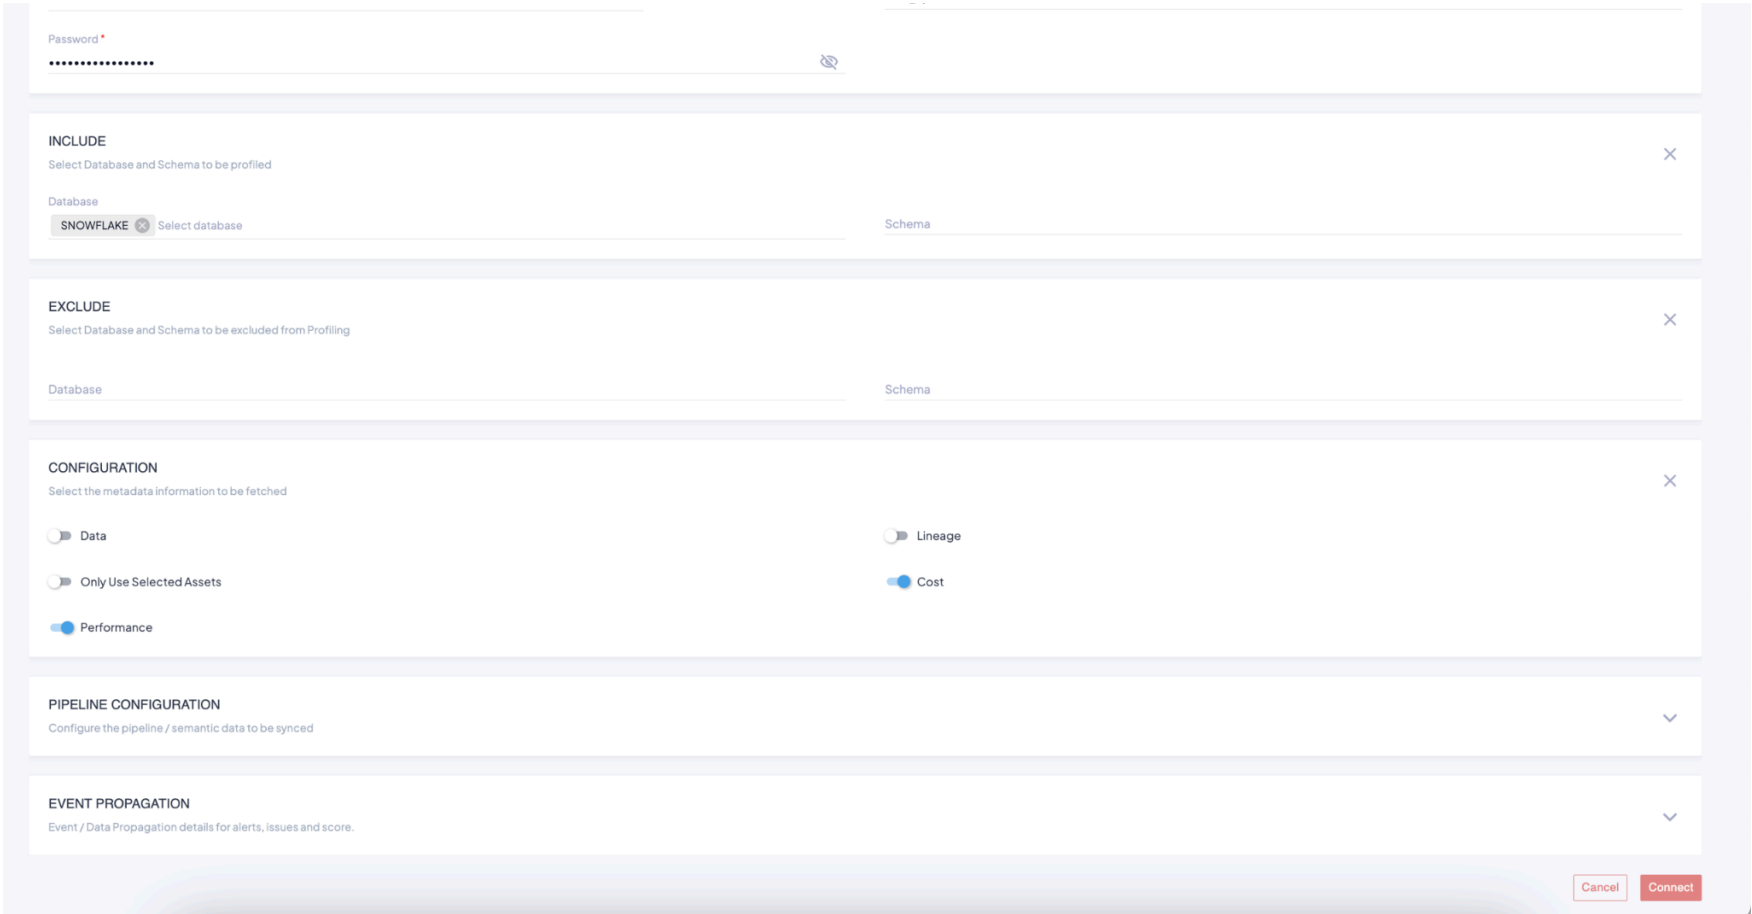 Password *
•••••••••••••••••
INCLUDE
Select Database and Schema to be profiled
Database
SNOWFLAKE Select database
Schema
EXCLUDE
Select Database and Schema to be excluded from Profiling
Database
Schema
CONFIGURATION
Select the metadata information to be fetched
Data
Lineage
Only Use Selected Assets
Cost
Performance
PIPELINE CONFIGURATION
Configure the pipeline / semantic data to be synced
EVENT PROPAGATION
Event / Data Propagation details for alerts, issues and score.
Cancel
Connect